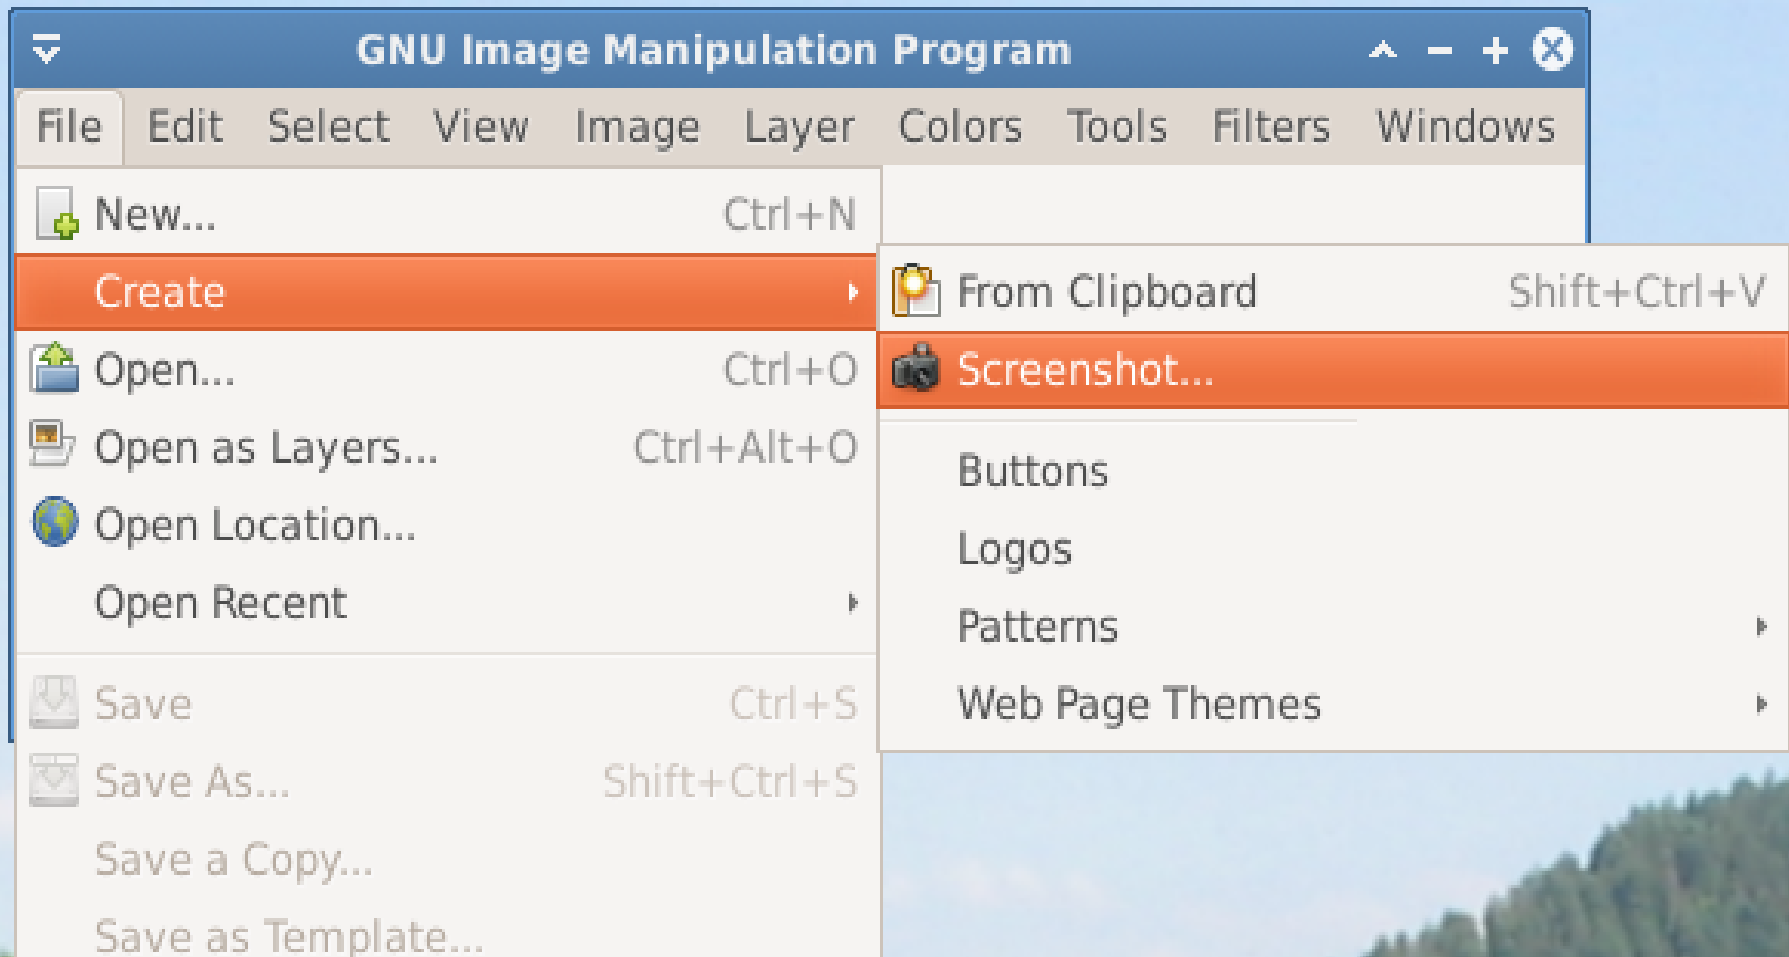 GNU Image Manipulation Program
File Edit Select View Image Layer Colors Tools Filters Windows
New... Ctrl+N
Create
Open... Ctrl+O
Open as Layers... Ctrl+Alt+O
Open Location...
Open Recent
Save Ctrl+S
Save As... Shift+Ctrl+S
Save a Copy...
Save as Template...
From Clipboard Shift+Ctrl+V
Screenshot...
Buttons
Logos
Patterns
Web Page Themes